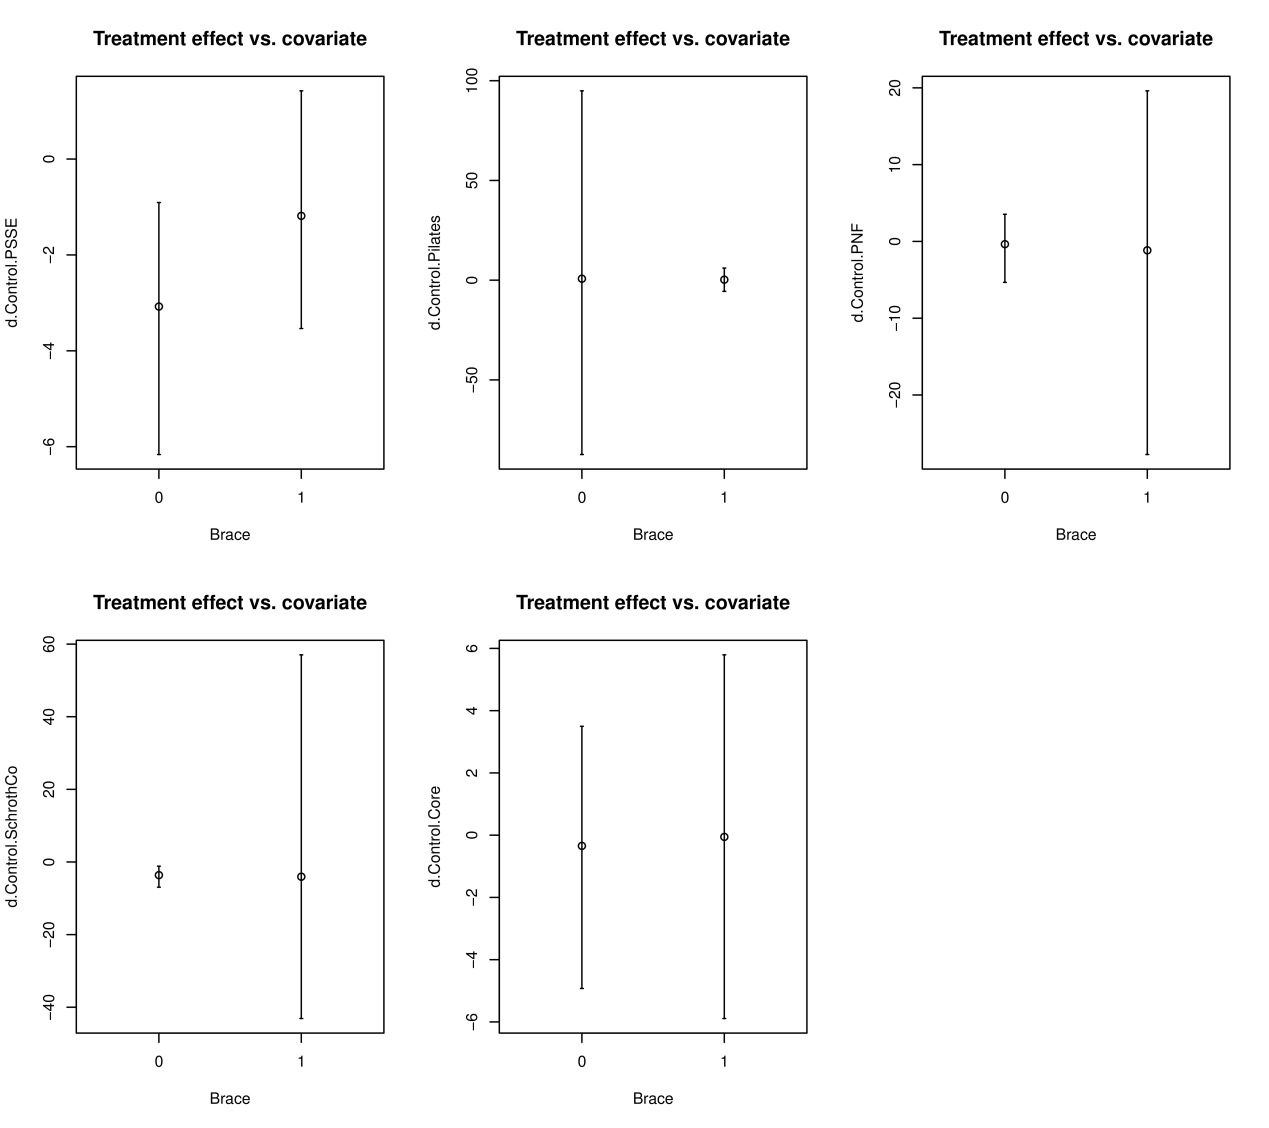 Treatment effect vs. covariate
d.Control.PSSE
0
−2
−4
−6
0 1
Brace
Treatment effect vs. covariate
d.Control.Pilates
100
50
0
−50
0 1
Brace
Treatment effect vs. covariate
d.Control.PNF
20
10
0
−10
−20
0 1
Brace
Treatment effect vs. covariate
d.Control.SchrothCo
60
40
20
0
−20
−40
0 1
Brace
Treatment effect vs. covariate
d.Control.Core
6
4
2
0
−2
−4
−6
0 1
Brace